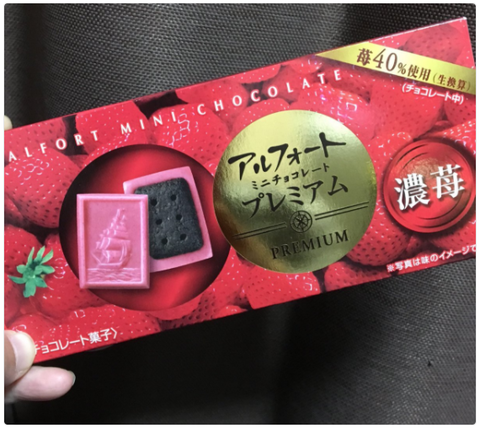 苺40%使用(生換算)
(チョコレート中)
ALFORT MINI CHOCOLATE
アルフォート
ミニチョコレート
プレミアム
PREMIUM
濃苺
※写真は味のイメージで
チョコレート菓子〉